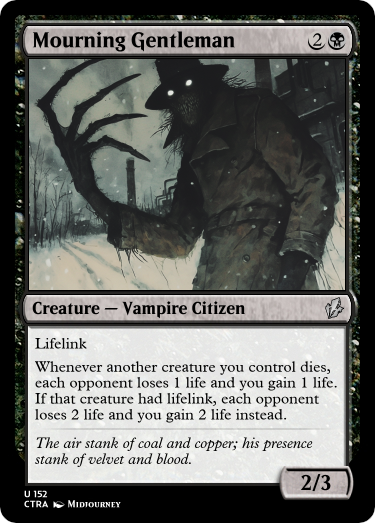 Mourning Gentleman 2
Creature — Vampire Citizen
Lifelink
Whenever another creature you control dies,
each opponent loses 1 life and you gain 1 life.
If that creature had lifelink, each opponent
loses 2 life and you gain 2 life instead.
The air stank of coal and copper; his presence
stank of velvet and blood.
2/3
U 152
CTRA Midjourney